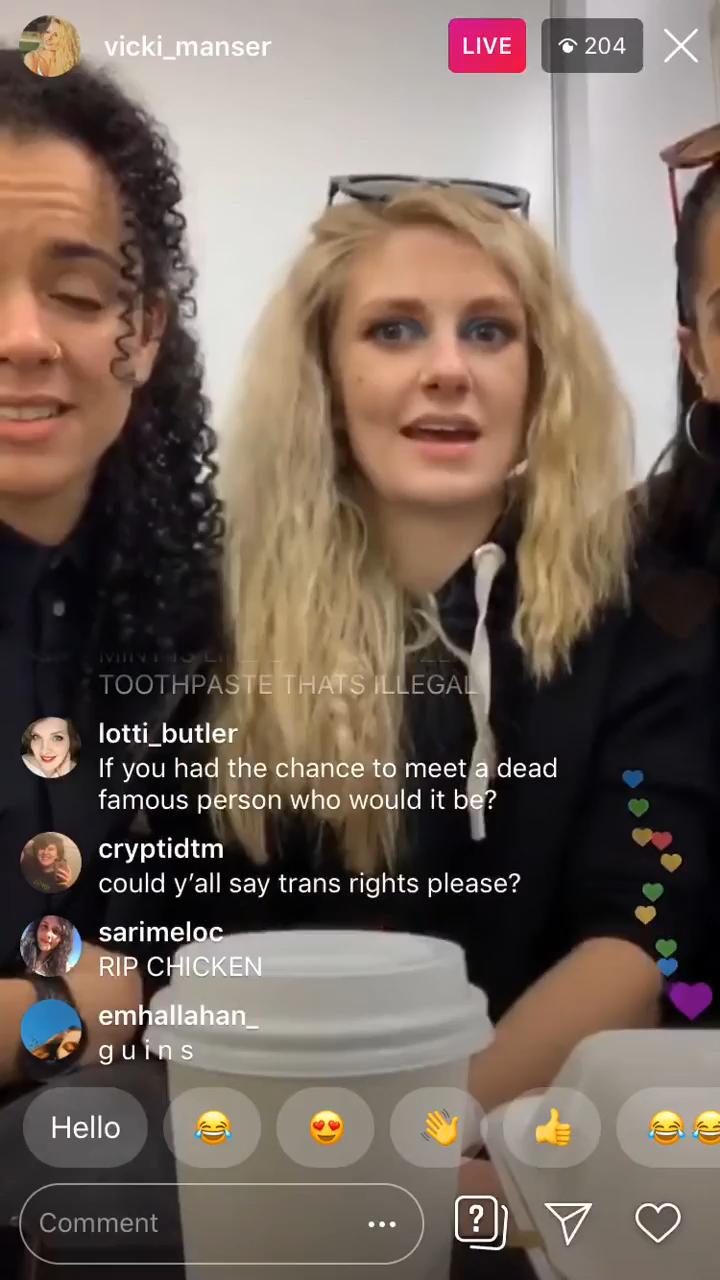 vicki_manser
LIVE
204
TOOTHPASTE THATS ILLEGAL
lotti_butler
If you had the chance to meet a dead
famous person who would it be?
cryptidtm
could y'all say trans rights please?
sarimeloc
RIP CHICKEN
emhallahan_
g u i n s
Hello
Comment
?